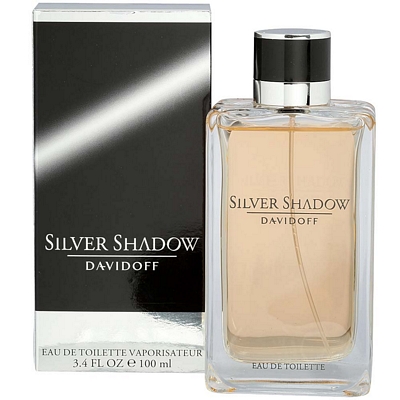 SILVER SHADOW
DAVIDOFF
EAU DE TOILETTE VAPORISATEUR
3.4 FL OZ ℮ 100 ml
SILVER SHADOW
DAVIDOFF
EAU DE TOILETTE